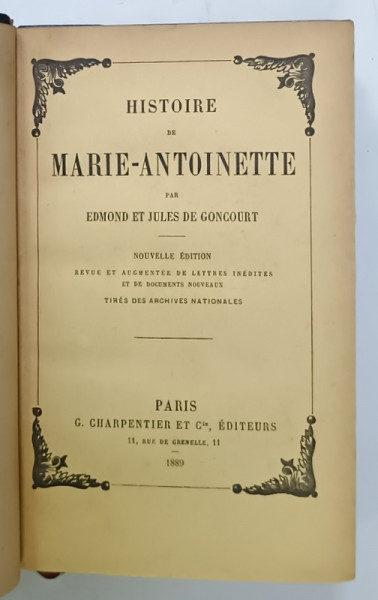 HISTOIRE
DE
MARIE-ANTOINETTE
PAR
EDMOND ET JULES DE GONCOURT
NOUVELLE ÉDITION
REVUE ET AUGMENTÉE DE LETTRES INÉDITES
ET DE DOCUMENTS NOUVEAUX
TIRÉS DES ARCHIVES NATIONALES
PARIS
G. CHARPENTIER ET Cie, ÉDITEURS
11, RUE DE GRENELLE, 11
1889